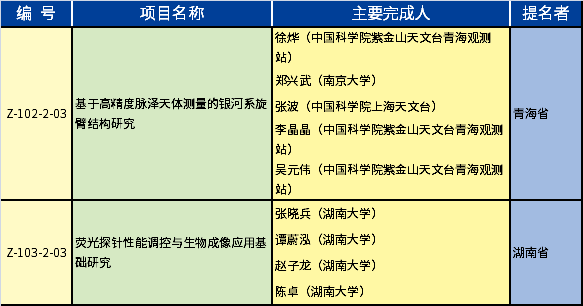 编 号 项目名称 主要完成人 提名者
Z-102-2-03
基于高精度脉泽天体测量的银河系旋
臂结构研究
徐烨（中国科学院紫金山天文台青海观测
站）
郑兴武（南京大学）
张波（中国科学院上海天文台）
李晶晶（中国科学院紫金山天文台青海观测
站）
吴元伟（中国科学院紫金山天文台青海观测
站）
青海省
Z-103-2-03
荧光探针性能调控与生物成像应用基
础研究
张晓兵（湖南大学）
谭蔚泓（湖南大学）
赵子龙（湖南大学）
陈卓（湖南大学）
湖南省